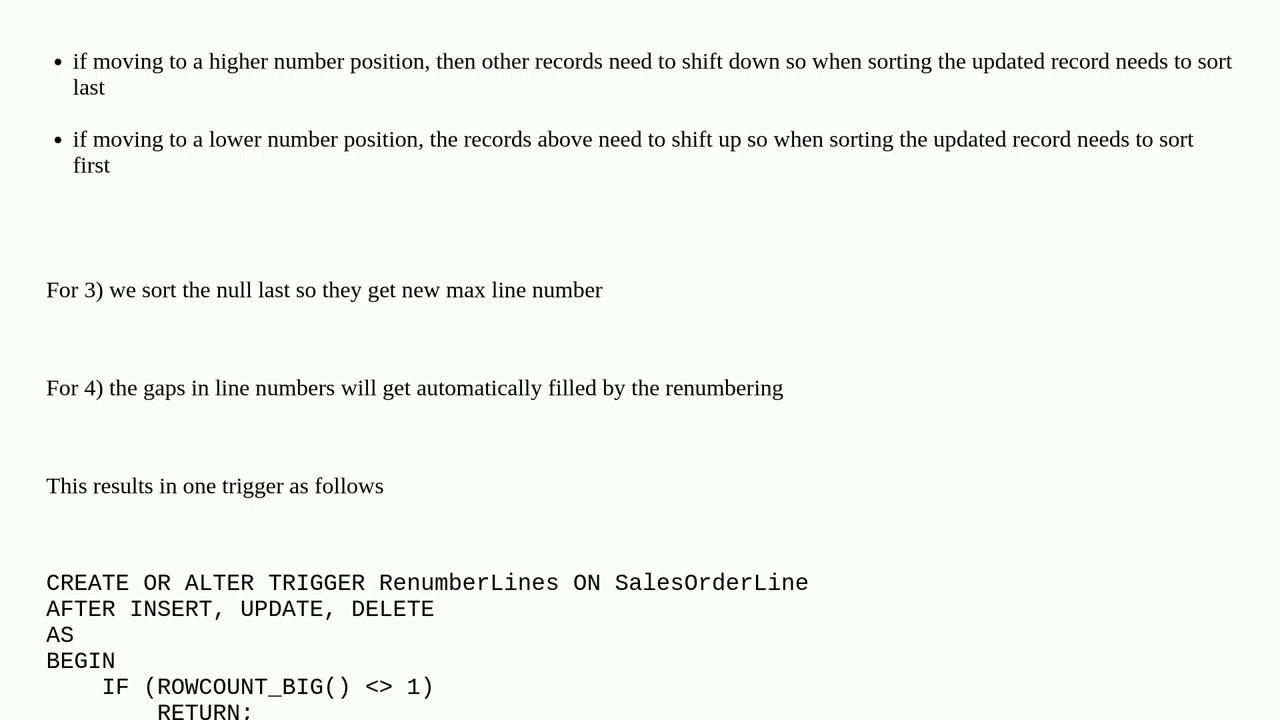 • if moving to a higher number position, then other records need to shift down so when sorting the updated record needs to sort
last
• if moving to a lower number position, the records above need to shift up so when sorting the updated record needs to sort
first
For 3) we sort the null last so they get new max line number
For 4) the gaps in line numbers will get automatically filled by the renumbering
This results in one trigger as follows
CREATE OR ALTER TRIGGER RenumberLines ON SalesOrderLine
AFTER INSERT, UPDATE, DELETE
AS
BEGIN
    IF (ROWCOUNT_BIG() <> 1)
        RETURN;